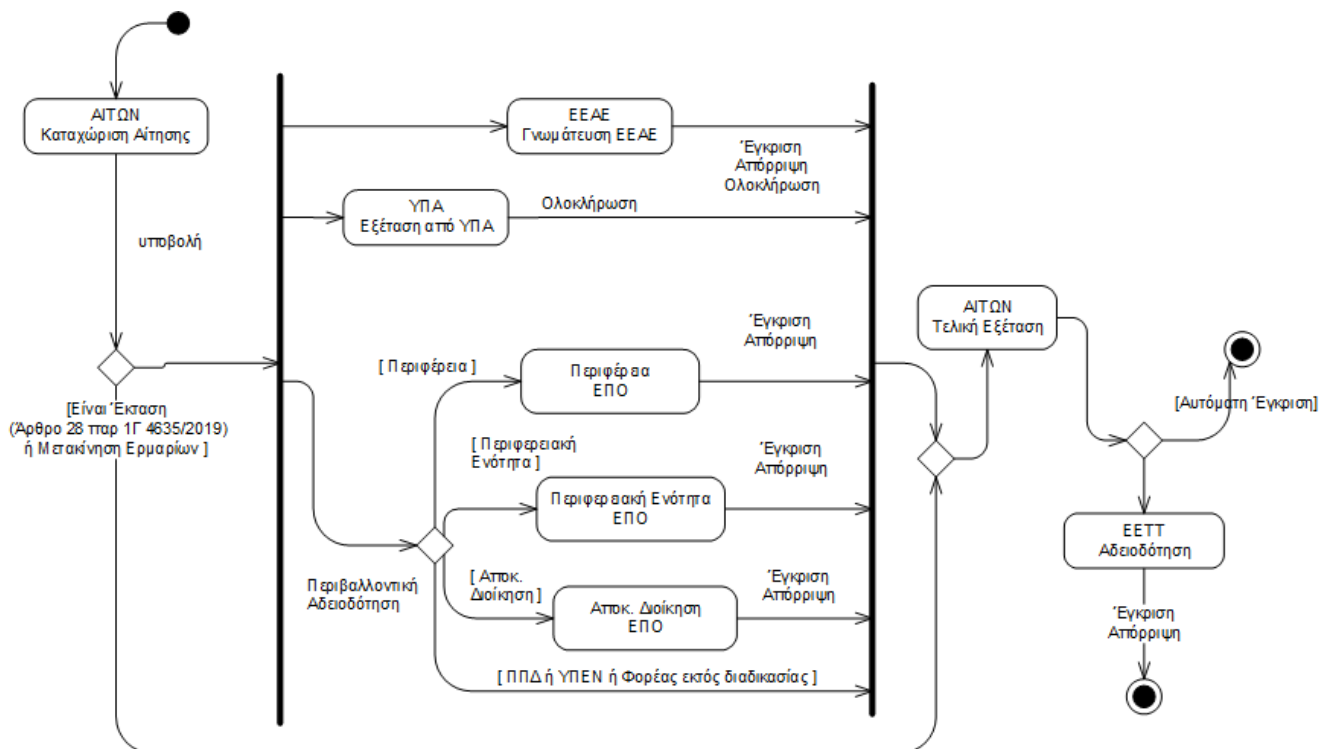 ΑΙΤΩΝ
Καταχώριση Αίτησης
υποβολή
[Είναι Έκταση
(Άρθρο 28 παρ 1Γ 4635/2019)
ή Μετακίνηση Ερμαρίων ]
ΕΕΑΕ
Γνωμάτευση ΕΕΑΕ
Έγκριση
Απόρριψη
Ολοκλήρωση
ΥΠΑ
Εξέταση από ΥΠΑ
Ολοκλήρωση
Περιβαλλοντική
Αδειοδότηση
[ Περιφέρεια ]
Περιφέρεια
ΕΠΟ
Έγκριση
Απόρριψη
[ Περιφερειακή
Ενότητα ]
Περιφερειακή Ενότητα
ΕΠΟ
Έγκριση
Απόρριψη
[ Αποκ.
Διοίκηση ]
Αποκ. Διοίκηση
ΕΠΟ
Έγκριση
Απόρριψη
[ ΠΠΔ ή ΥΠΕΝ ή Φορέας εκτός διαδικασίας ]
ΑΙΤΩΝ
Τελική Εξέταση
[Αυτόματη Έγκριση]
ΕΕΤΤ
Αδειοδότηση
Έγκριση
Απόρριψη